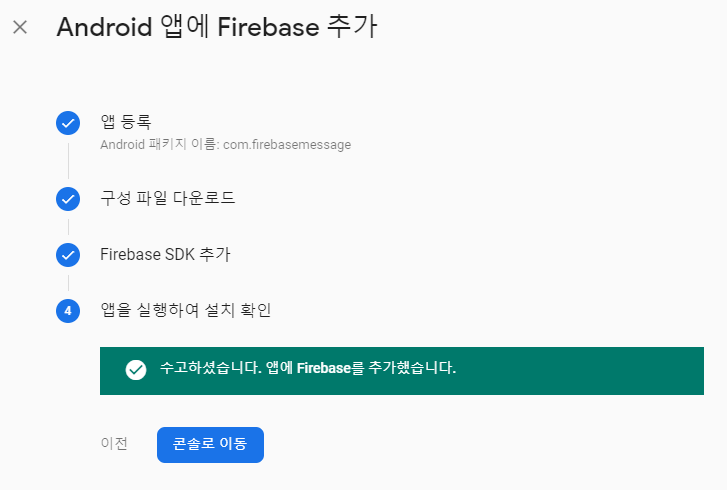 Android 앱에 Firebase 추가
앱 등록
Android 패키지 이름: com.firebasemessage
구성 파일 다운로드
Firebase SDK 추가
4 앱을 실행하여 설치 확인
수고하셨습니다. 앱에 Firebase를 추가했습니다.
이전 콘솔로 이동